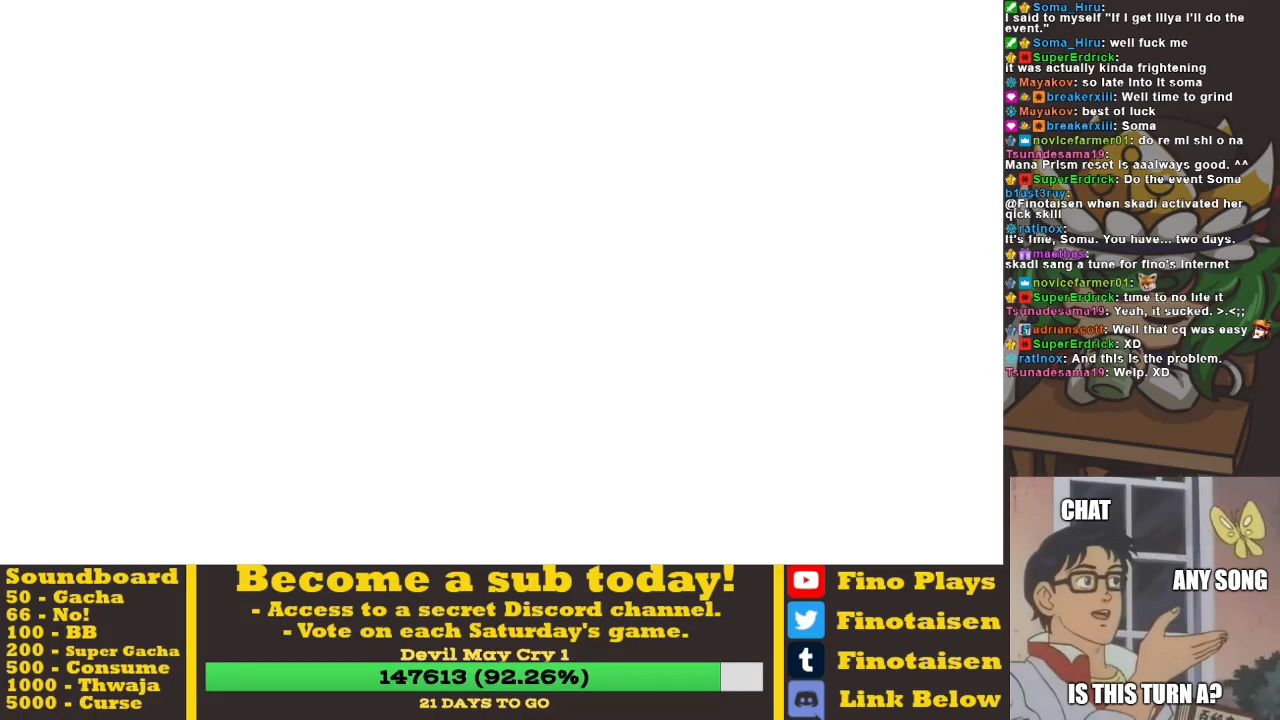 Soma_Hiru:
I said to myself "If I get Illya I'll do the
event."
Soma_Hiru: well fuck me
SuperErdrick:
it was actually kinda frightening
Mayakov: so late into it soma
breakerxiii: Well time to grind
Mayakov: best of luck
breakerxiii: Soma
novicefarmer01: do re mi shi o na
Tsunadesama19:
Mana Prism reset is aaalways good. ^^
SuperErdrick: Do the event Soma
b1ast3ray:
@Finotaisen when skadi activated her
qick skill
ratinox:
It's fine, Soma. You have... two days.
maethas:
skadi sang a tune for fino's internet
novicefarmer01:
SuperErdrick: time to no life it
Tsunadesama19: Yeah, it sucked. >.<;;
adrianscott: Well that cq was easy
SuperErdrick: XD
ratinox: And this is the problem.
Tsunadesama19: Welp. XD
CHAT
ANY SONG
IS THIS TURN A?
Soundboard
50 - Gacha
66 - No!
100 - BB
200 - Super Gacha
500 - Consume
1000 - Thwaja
5000 - Curse
Become a sub today!
- Access to a secret Discord channel.
- Vote on each Saturday's game.
Devil May Cry 1
147613 (92.26%)
21 DAYS TO GO
Fino Plays
Finotaisen
Finotaisen
Link Below